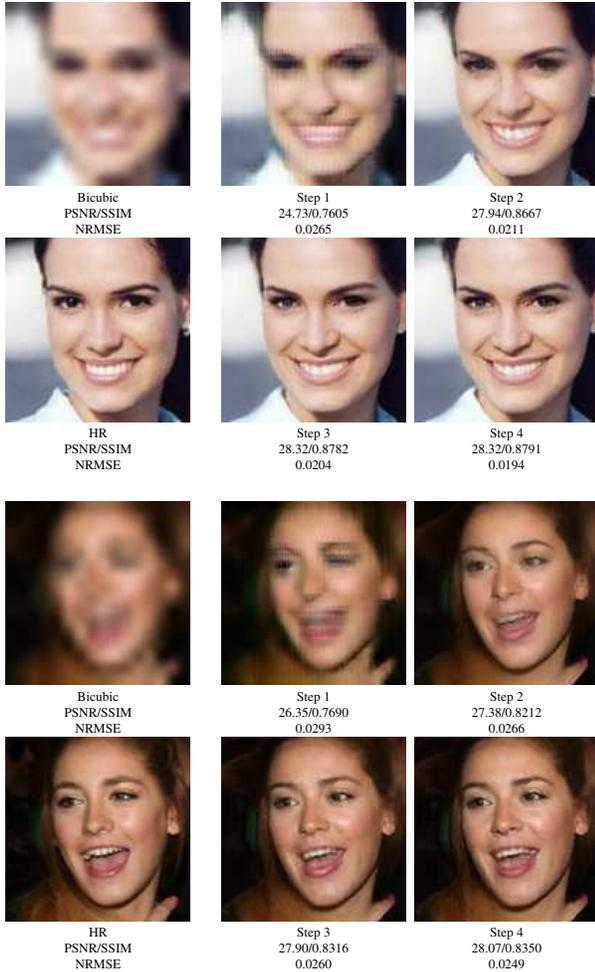 Bicubic
PSNR/SSIM
NRMSE
Step 1
24.73/0.7605
0.0265
Step 2
27.94/0.8667
0.0211
HR
PSNR/SSIM
NRMSE
Step 3
28.32/0.8782
0.0204
Step 4
28.32/0.8791
0.0194
Bicubic
PSNR/SSIM
NRMSE
Step 1
26.35/0.7690
0.0293
Step 2
27.38/0.8212
0.0266
HR
PSNR/SSIM
NRMSE
Step 3
27.90/0.8316
0.0260
Step 4
28.07/0.8350
0.0249